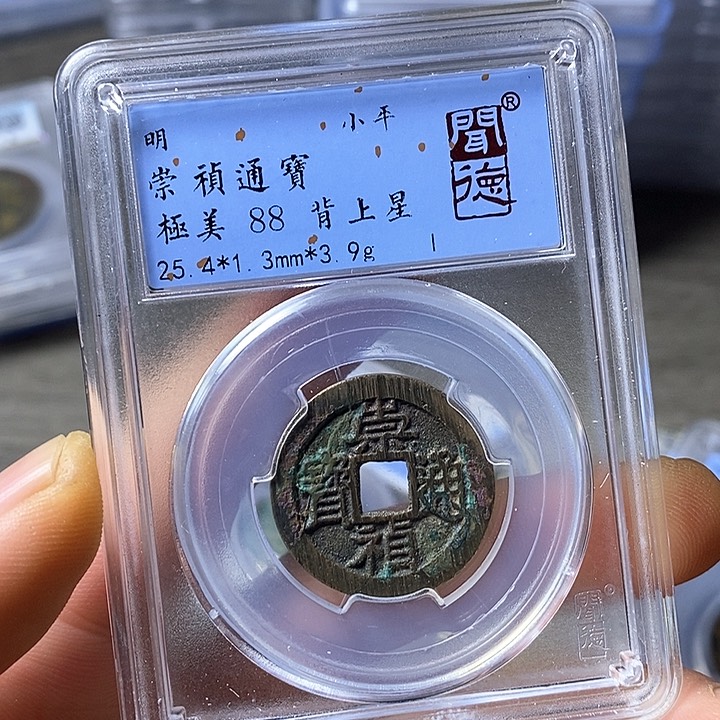 明 小平
崇禎通寶
極美 88 背上星
25.4*1.3mm*3.9g
聞德®
崇禎通寶
聞德